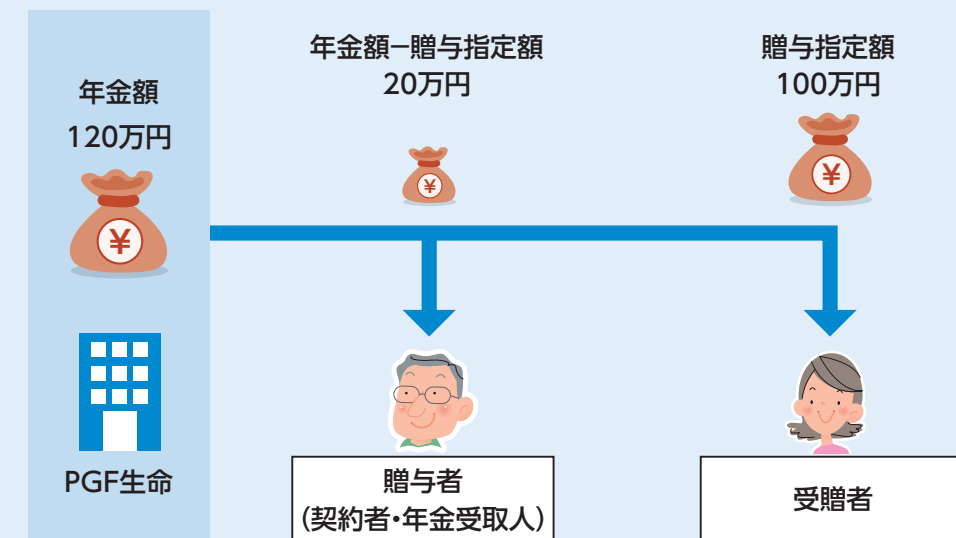 年金額
120万円
¥
PGF生命
年金額－贈与指定額
20万円
¥
贈与指定額
100万円
¥
贈与者
(契約者・年金受取人)
受贈者